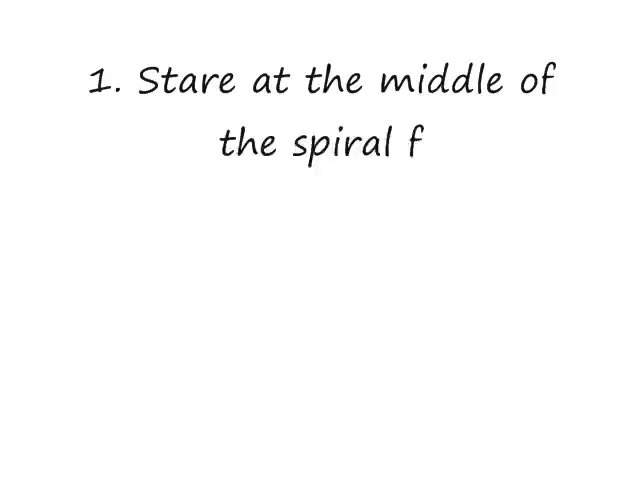 1. Stare at the middle of
the spiral f